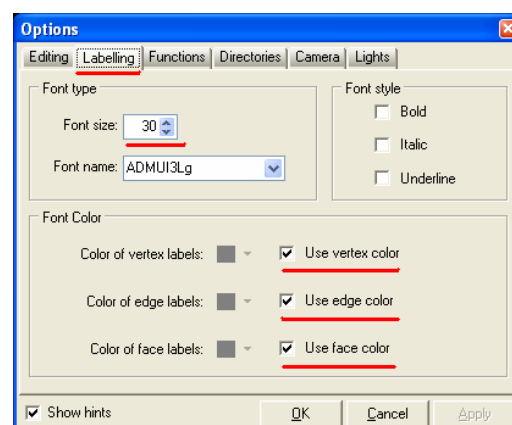 Options
Editing Labelling Functions Directories Camera Lights
Font type
Font style
Font size: 30
Font name: ADMUI3Lg
Bold
Italic
Underline
Font Color
Color of vertex labels: Use vertex color
Color of edge labels: Use edge color
Color of face labels: Use face color
Show hints OK Cancel Apply